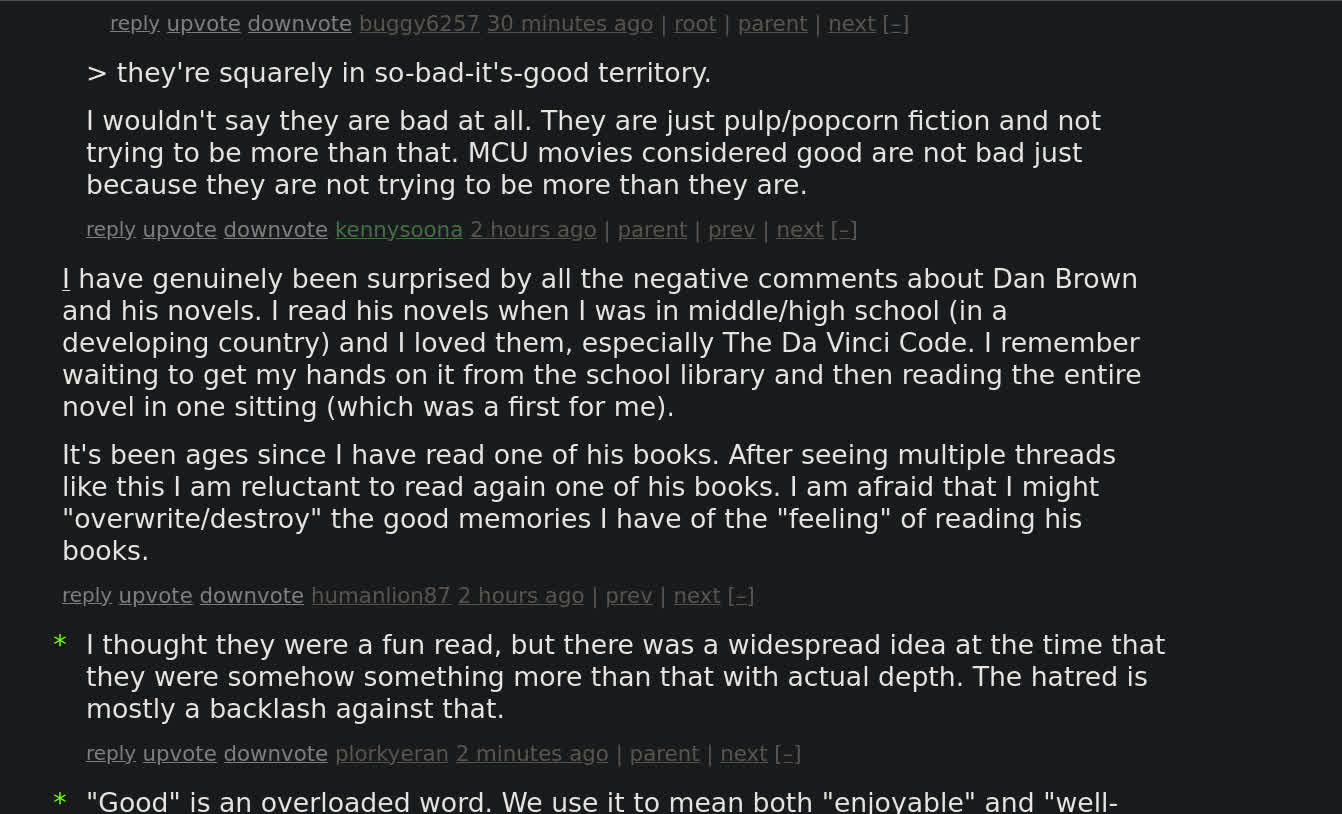 reply upvote downvote buggy6257 30 minutes ago | root | parent | next [–]
> they're squarely in so-bad-it's-good territory.
I wouldn't say they are bad at all. They are just pulp/popcorn fiction and not
trying to be more than that. MCU movies considered good are not bad just
because they are not trying to be more than they are.
reply upvote downvote kennysoona 2 hours ago | parent | prev | next [–]
I have genuinely been surprised by all the negative comments about Dan Brown
and his novels. I read his novels when I was in middle/high school (in a
developing country) and I loved them, especially The Da Vinci Code. I remember
waiting to get my hands on it from the school library and then reading the entire
novel in one sitting (which was a first for me).
It's been ages since I have read one of his books. After seeing multiple threads
like this I am reluctant to read again one of his books. I am afraid that I might
"overwrite/destroy" the good memories I have of the "feeling" of reading his
books.
reply upvote downvote humanlion87 2 hours ago | prev | next [–]
* I thought they were a fun read, but there was a widespread idea at the time that
they were somehow something more than that with actual depth. The hatred is
mostly a backlash against that.
reply upvote downvote plorkyeran 2 minutes ago | parent | next [–]
* "Good" is an overloaded word. We use it to mean both "enjoyable" and "well-